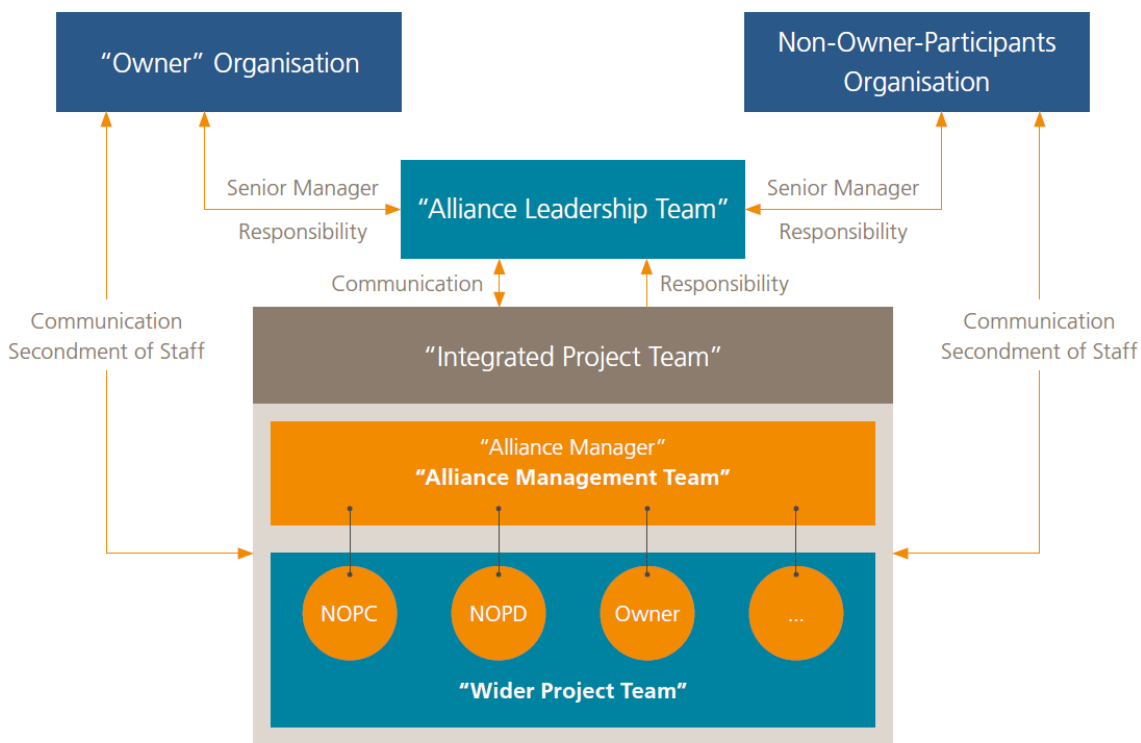 “Owner” Organisation
Non-Owner-Participants
Organisation
Senior Manager
Responsibility
“Alliance Leadership Team”
Senior Manager
Responsibility
Communication
Responsibility
Communication
Secondment of Staff
Communication
Secondment of Staff
“Integrated Project Team”
“Alliance Manager”
“Alliance Management Team”
NOPC
NOPD
Owner
...
“Wider Project Team”